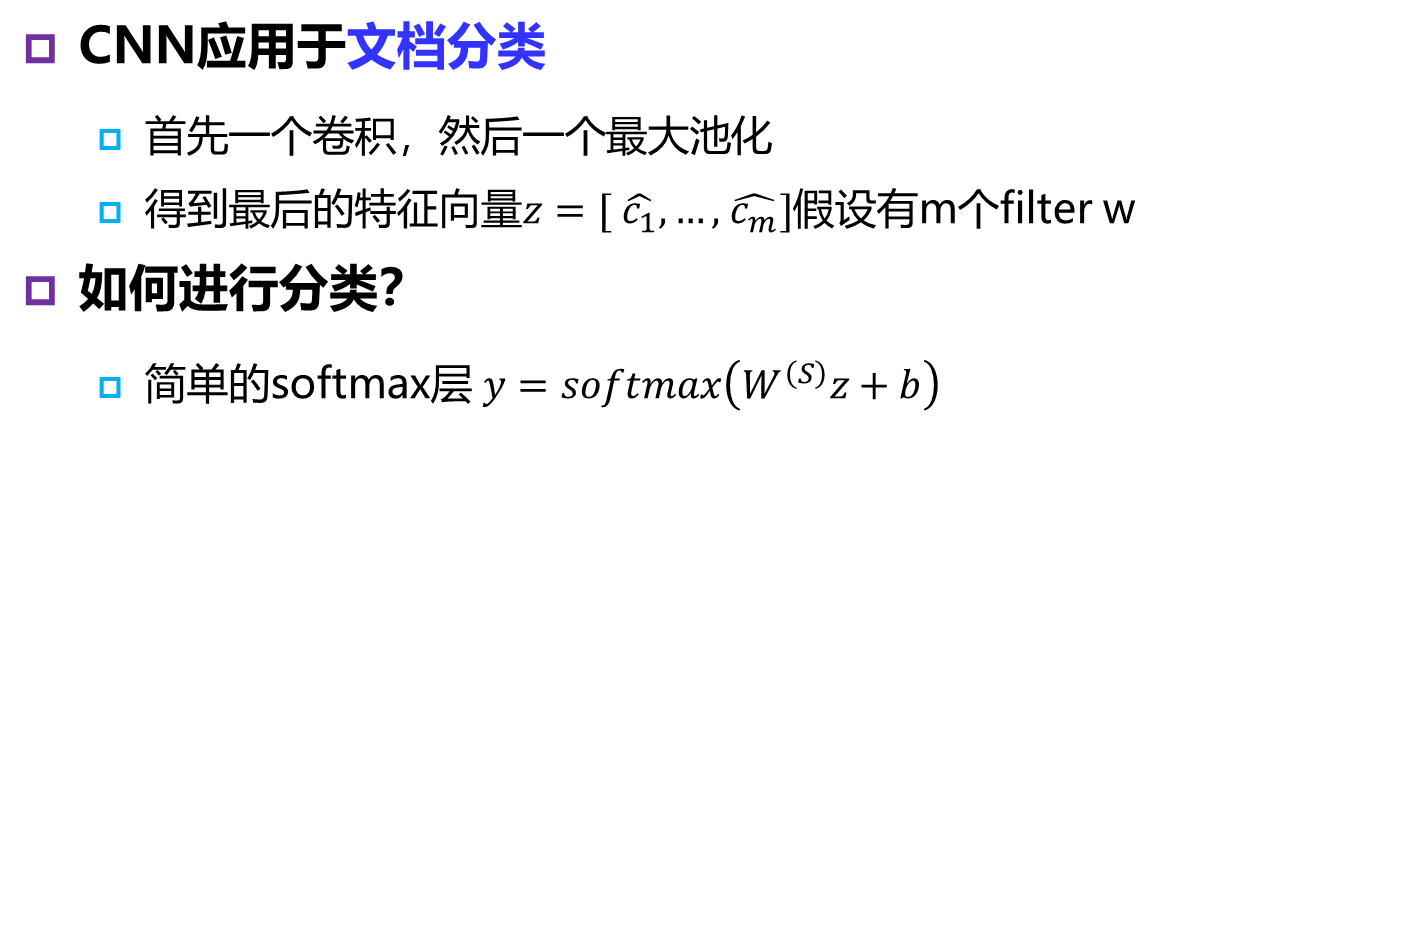 CNN应用于文档分类
首先一个卷积，然后一个最大池化
得到最后的特征向量z = [ ĉ₁, … , ĉₘ]假设有m个filter w
如何进行分类？
简单的softmax层 y = softmax(W⁽ˢ⁾z + b)